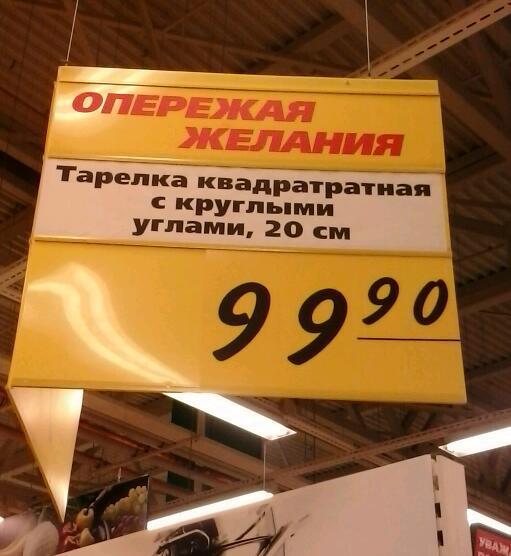 ОПЕРЕЖАЯ
ЖЕЛАНИЯ
Тарелка квадратратная
с круглыми
углами, 20 см
99 90